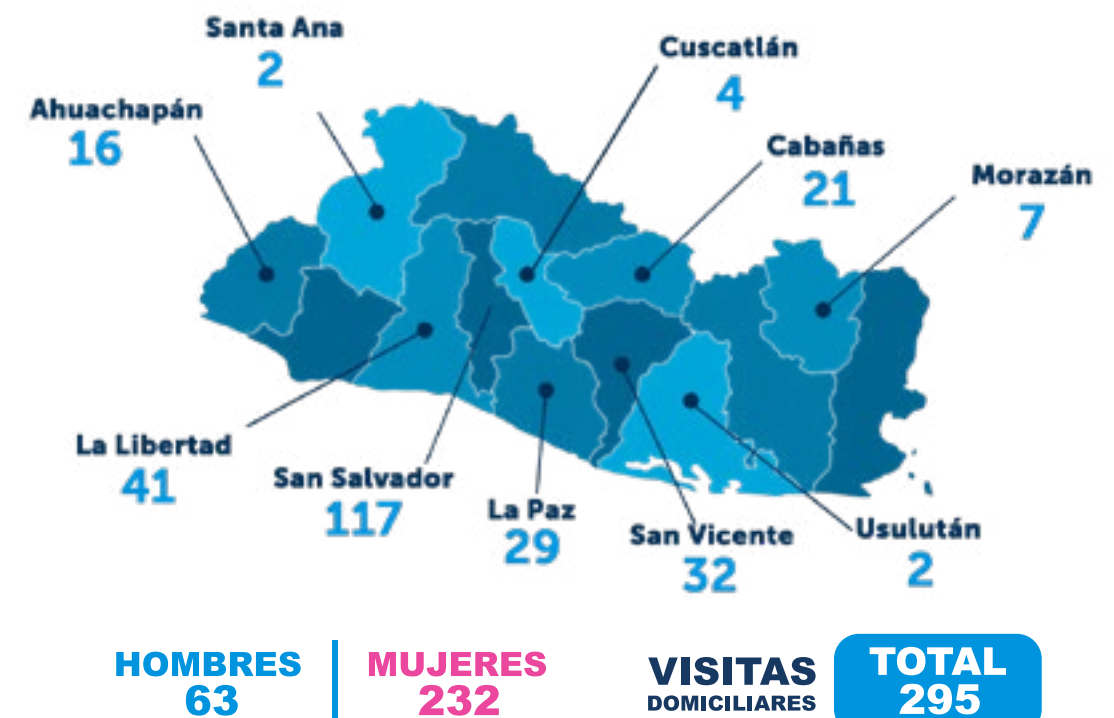 Santa Ana
2
Cuscatlán
4
Ahuachapán
16
Cabañas
21
Morazán
7
La Libertad
41
San Salvador
117
La Paz
29
San Vicente
32
Usulután
2
HOMBRES
63
MUJERES
232
VISITAS
DOMICILIARES
TOTAL
295